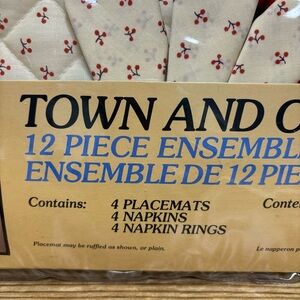 TOWN AND C
12 PIECE ENSEMBL
ENSEMBLE DE 12 PIE
Contains: 4 PLACEMATS
4 NAPKINS
4 NAPKIN RINGS
Conte
Placemat may be ruffled as shown, or plain.
Le napperon p